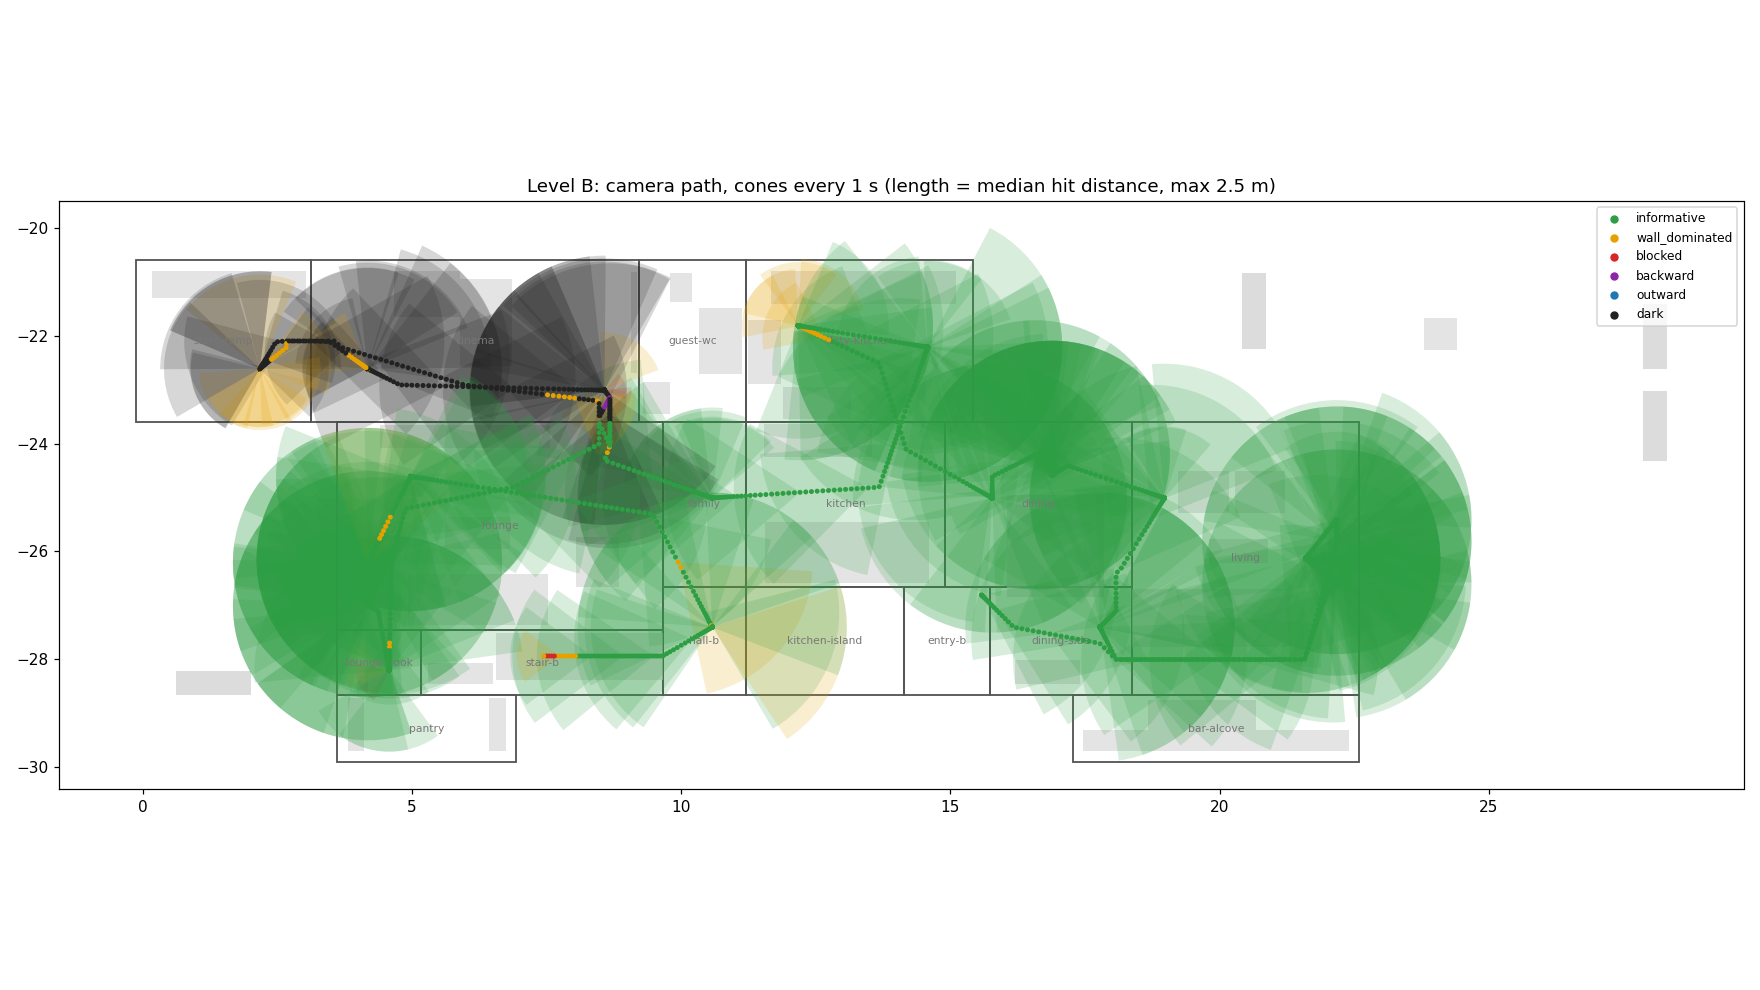 Level B: camera path, cones every 1 s (length = median hit distance, max 2.5 m)
informative
wall_dominated
blocked
backward
outward
dark
−20
−22
−24
−26
−28
−30
0
5
10
15
20
25
cinema
guest-wc
lounge
family
kitchen
dining
living
hall-b
kitchen-island
entry-b
stair-b
pantry
bar-alcove